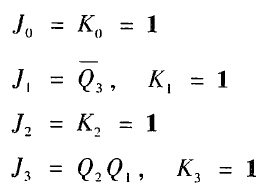 J₀ = K₀ = 1
J₁ = Q̅₃ , K₁ = 1
J₂ = K₂ = 1
J₃ = Q₂Q₁ , K₃ = 1